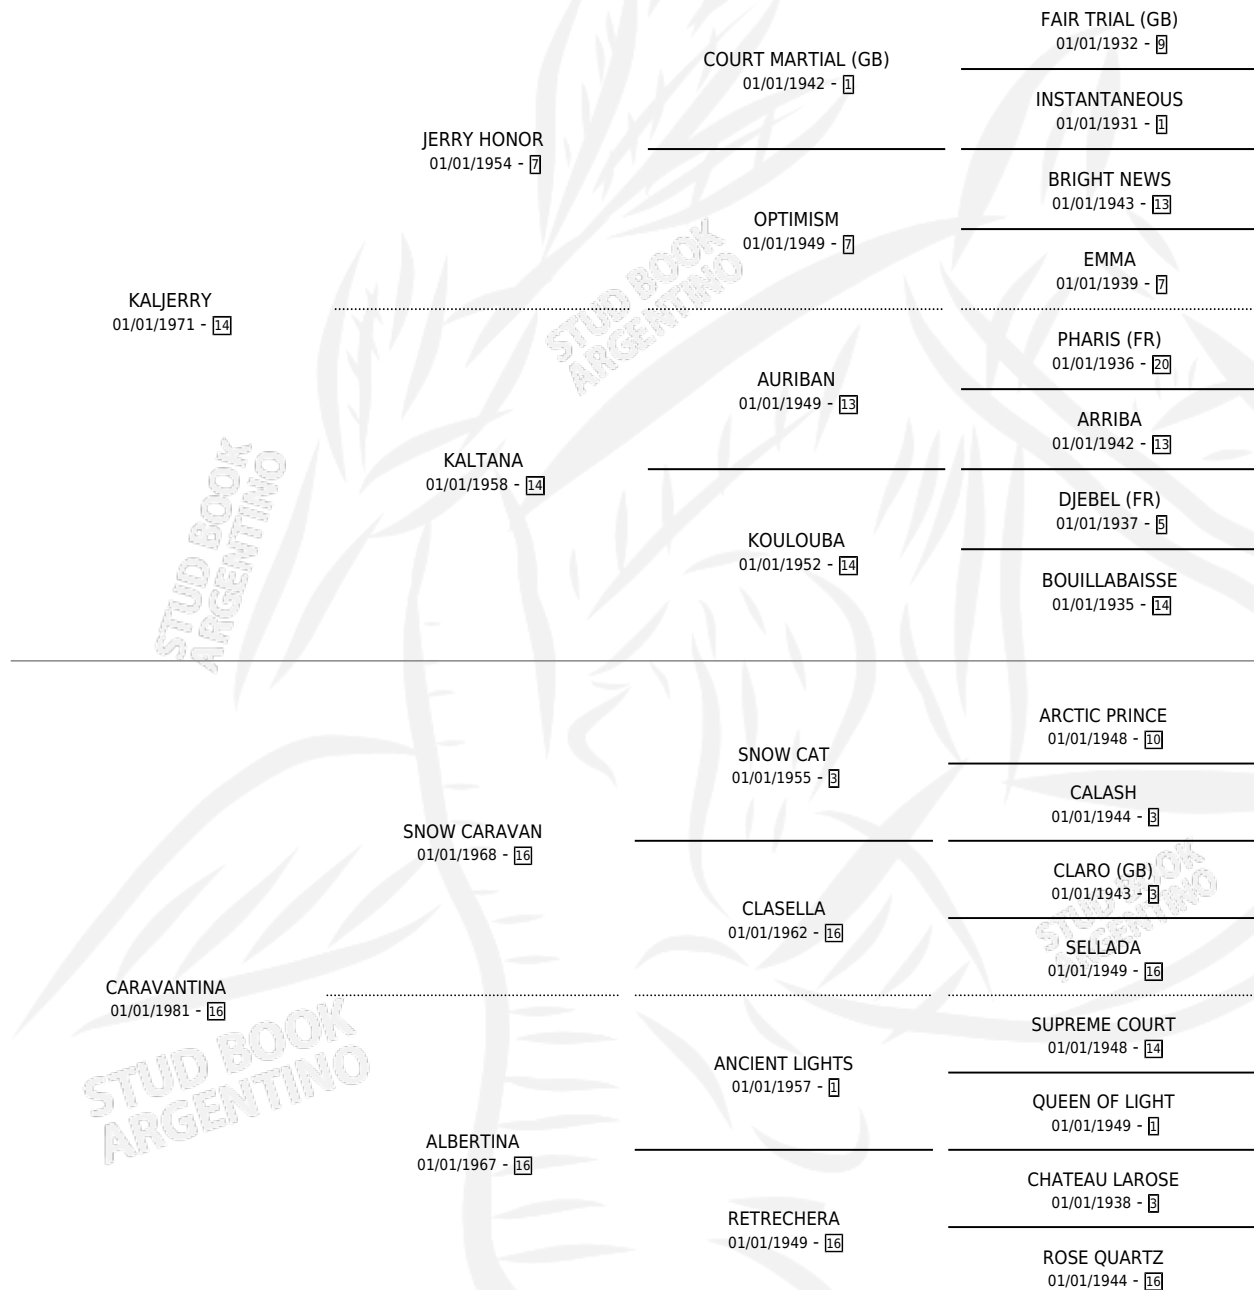 FAIR TRIAL (GB)
01/01/1932 - 9
COURT MARTIAL (GB)
01/01/1942 - 1
INSTANTANEOUS
01/01/1931 - 1
JERRY HONOR
01/01/1954 - 7
BRIGHT NEWS
01/01/1943 - 13
OPTIMISM
01/01/1949 - 7
EMMA
01/01/1939 - 7
KALJERRY
01/01/1971 - 14
STUD BOOK
ARGENTINO
PHARIS (FR)
01/01/1936 - 20
AURIBAN
01/01/1949 - 13
ARRIBA
01/01/1942 - 13
KALTANA
01/01/1958 - 14
DJEBEL (FR)
01/01/1937 - 5
KOULOUBA
01/01/1952 - 14
BOUILLABAISSE
01/01/1935 - 14
STUD BOOK
ARGENTINO
ARCTIC PRINCE
01/01/1948 - 10
SNOW CAT
01/01/1955 - 3
CALASH
01/01/1944 - 3
SNOW CARAVAN
01/01/1968 - 16
CLARO (GB)
01/01/1943 - 3
CLASELLA
01/01/1962 - 16
SELLADA
01/01/1949 - 16
STUD BOOK
ARGENTINO
CARAVANTINA
01/01/1981 - 16
STUD BOOK
ARGENTINO
SUPREME COURT
01/01/1948 - 14
ANCIENT LIGHTS
01/01/1957 - 1
QUEEN OF LIGHT
01/01/1949 - 1
ALBERTINA
01/01/1967 - 16
CHATEAU LAROSE
01/01/1938 - 3
RETRECHERA
01/01/1949 - 16
ROSE QUARTZ
01/01/1944 - 16